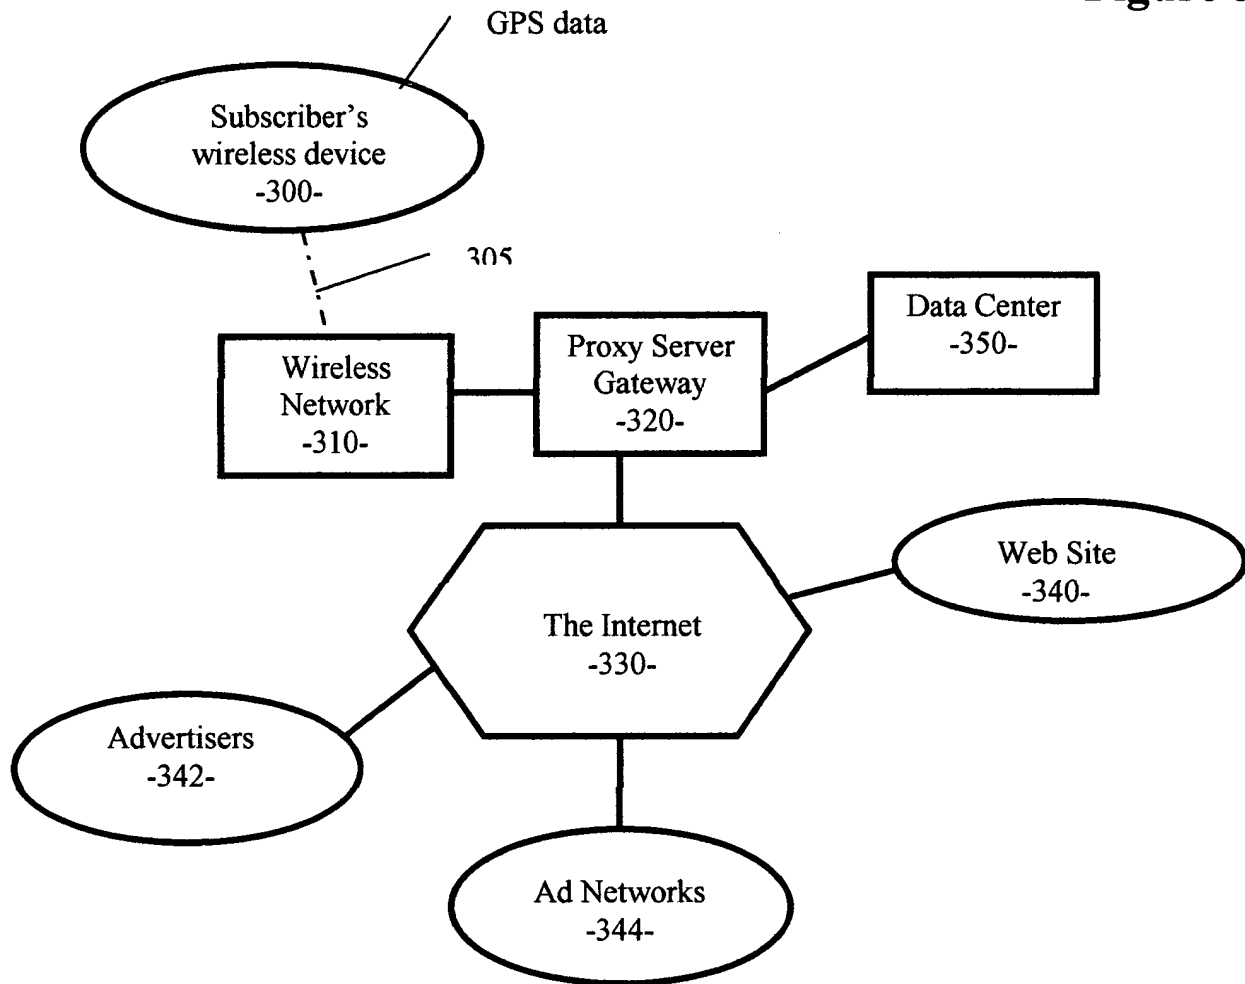 GPS data
Subscriber's
wireless device
-300-
305
Data Center
-350-
Proxy Server
Gateway
-320-
Wireless
Network
-310-
Web Site
-340-
The Internet
-330-
Advertisers
-342-
Ad Networks
-344-